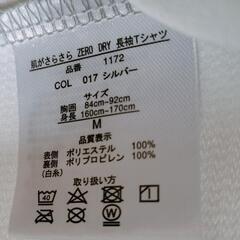 肌がさらさら ZERO DRY 長袖Tシャツ
品番 1172
COL 017 シルバー
サイズ
胸囲 84cm-92cm
身長 160cm-170cm
M
品質表示
表側 ポリエステル 100%
裏側 ポリプロピレン 100%
(白糸)
取り扱い方
40
W